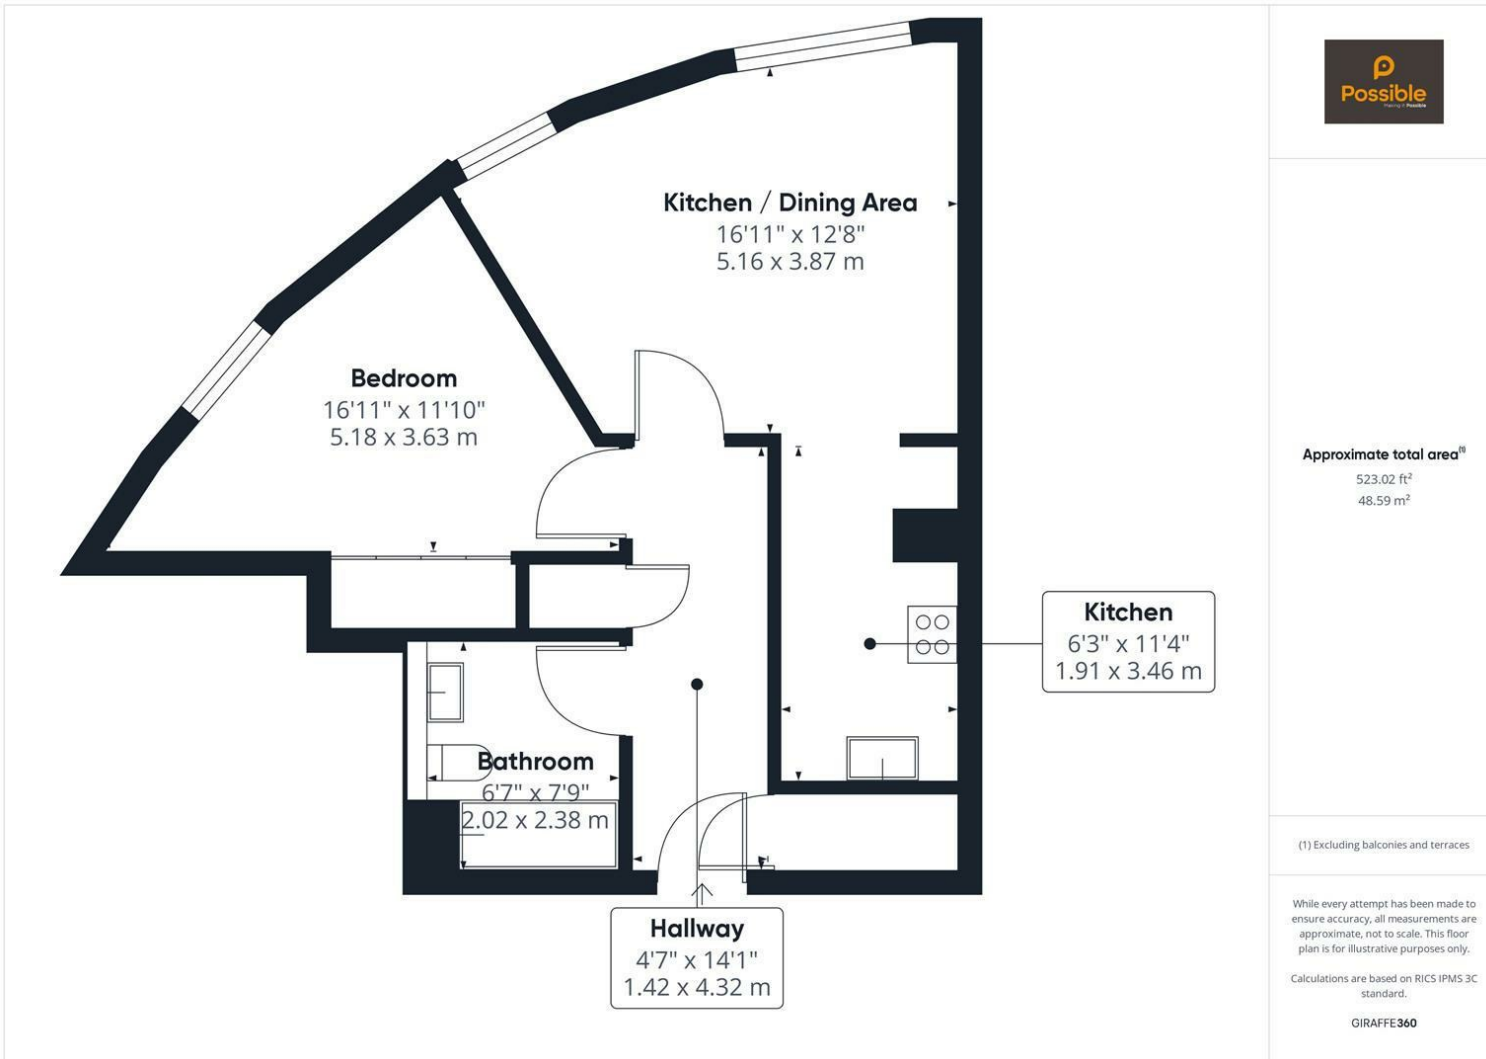 Possible
Making it Possible
Kitchen / Dining Area
16'11" x 12'8"
5.16 x 3.87 m
Bedroom
16'11" x 11'10"
5.18 x 3.63 m
Kitchen
6'3" x 11'4"
1.91 x 3.46 m
Bathroom
6'7" x 7'9"
2.02 x 2.38 m
Hallway
4'7" x 14'1"
1.42 x 4.32 m
Approximate total area(1)
523.02 ft²
48.59 m²
(1) Excluding balconies and terraces
While every attempt has been made to
ensure accuracy, all measurements are
approximate, not to scale. This floor
plan is for illustrative purposes only.
Calculations are based on RICS IPMS 3C
standard.
GIRAFFE360